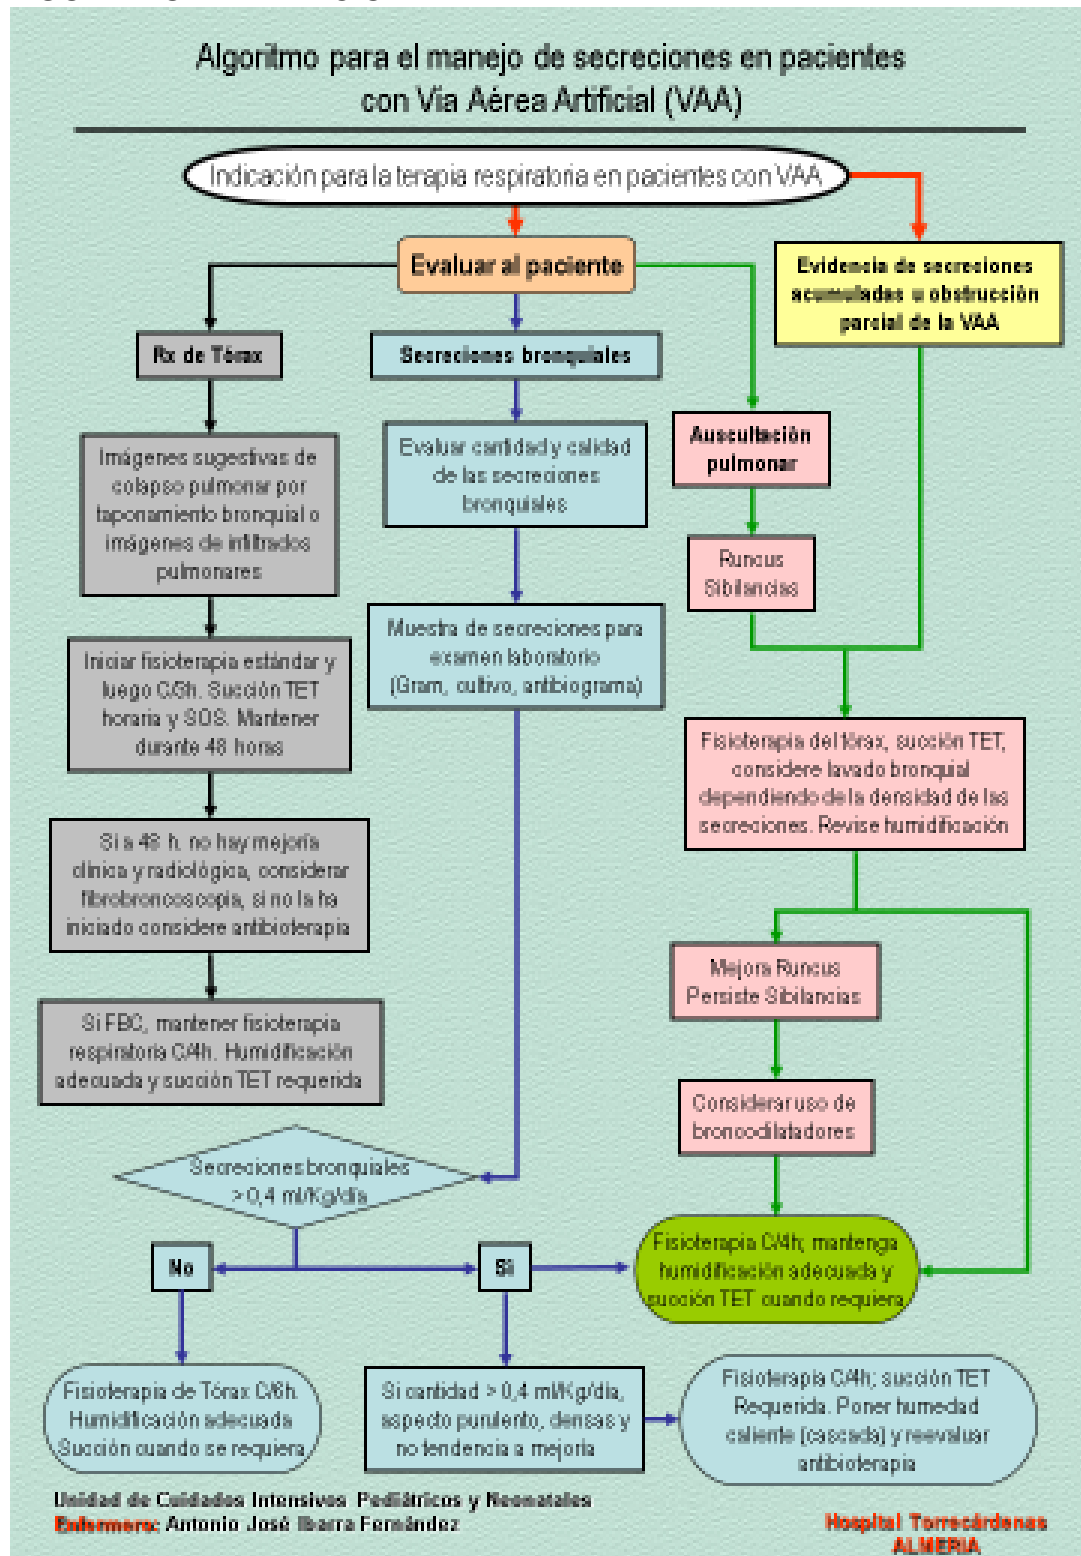 Algoritmo para el manejo de secreciones en pacientes
con Via Aérea Artificial (VAA)
Indicación para la terapia respiratoria en pacientes con VAA
Evaluar al paciente
Evidencia de secreciones
acumuladas u obstrucción
parcial de la VAA
Rx de Tórax
Secreciones bronquiales
Auscultación
pulmonar
Imágenes sugestivas de
colapso pulmonar por
taponamiento bronquial o
imágenes de infiltrados
pulmonares
Evaluar cantidad y calidad
de las secreciones
bronquiales
Runcus
Sibilancias
Muestra de secreciones para
examen laboratorio
(Gram, cultivo, antibiograma)
Iniciar fisioterapia estándar y
luego Succión TET
horaria y SOS. Mantener
durante 48 horas
Fisioterapia del tórax, succión TET,
considere lavado bronquial
dependiendo de la densidad de las
secreciones. Revise humidificación
Si a 48 h. no hay mejoría
clínica y radiológica, considerar
fibrobroncoscopia, si no la ha
iniciado considere antibioterapia
Mejora Runcus
Persiste Sibilancias
Si FBC, mantener fisioterapia
respiratoria C/4h. Humidificación
adecuada y succión TET requerida
Considerar uso de
broncodilatadores
Secreciones bronquiales
> 0,4 ml/Kg/día
No
Si
Fisioterapia C/4h; mantenga
humidificación adecuada y
succión TET cuando requiera
Fisioterapia de Tórax C/6h.
Humidificación adecuada
Succión cuando se requiera
Si cantidad > 0,4 ml/Kg/día,
aspecto purulento, densas y
no tendencia a mejoría
Fisioterapia C/4h; succión TET
Requerida. Poner humedad
caliente (cascada) y reevaluar
antibioterapia
Unidad de Cuidados Intensivos Pediátricos y Neonatales
Enfermero: Antonio José Ibarra Fernández
Hospital Torrecárdenas
ALMERIA